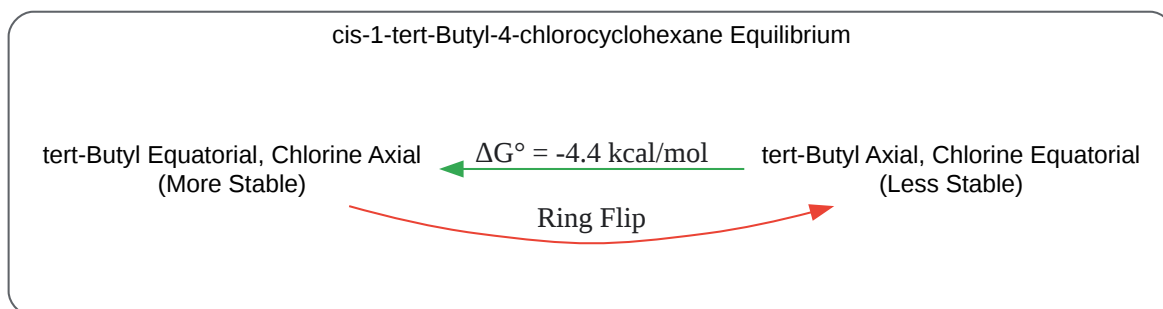 cis-1-tert-Butyl-4-chlorocyclohexane Equilibrium
tert-Butyl Equatorial, Chlorine Axial
(More Stable)
ΔG° = -4.4 kcal/mol
tert-Butyl Axial, Chlorine Equatorial
(Less Stable)
Ring Flip